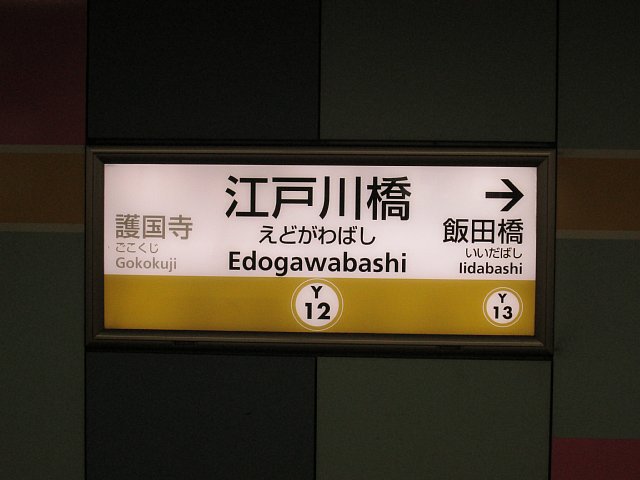 江戸川橋
えどがわばし
Edogawabashi
Y
12
護国寺
ごこくじ
Gokokuji
→
飯田橋
いいだばし
Iidabashi
Y
13